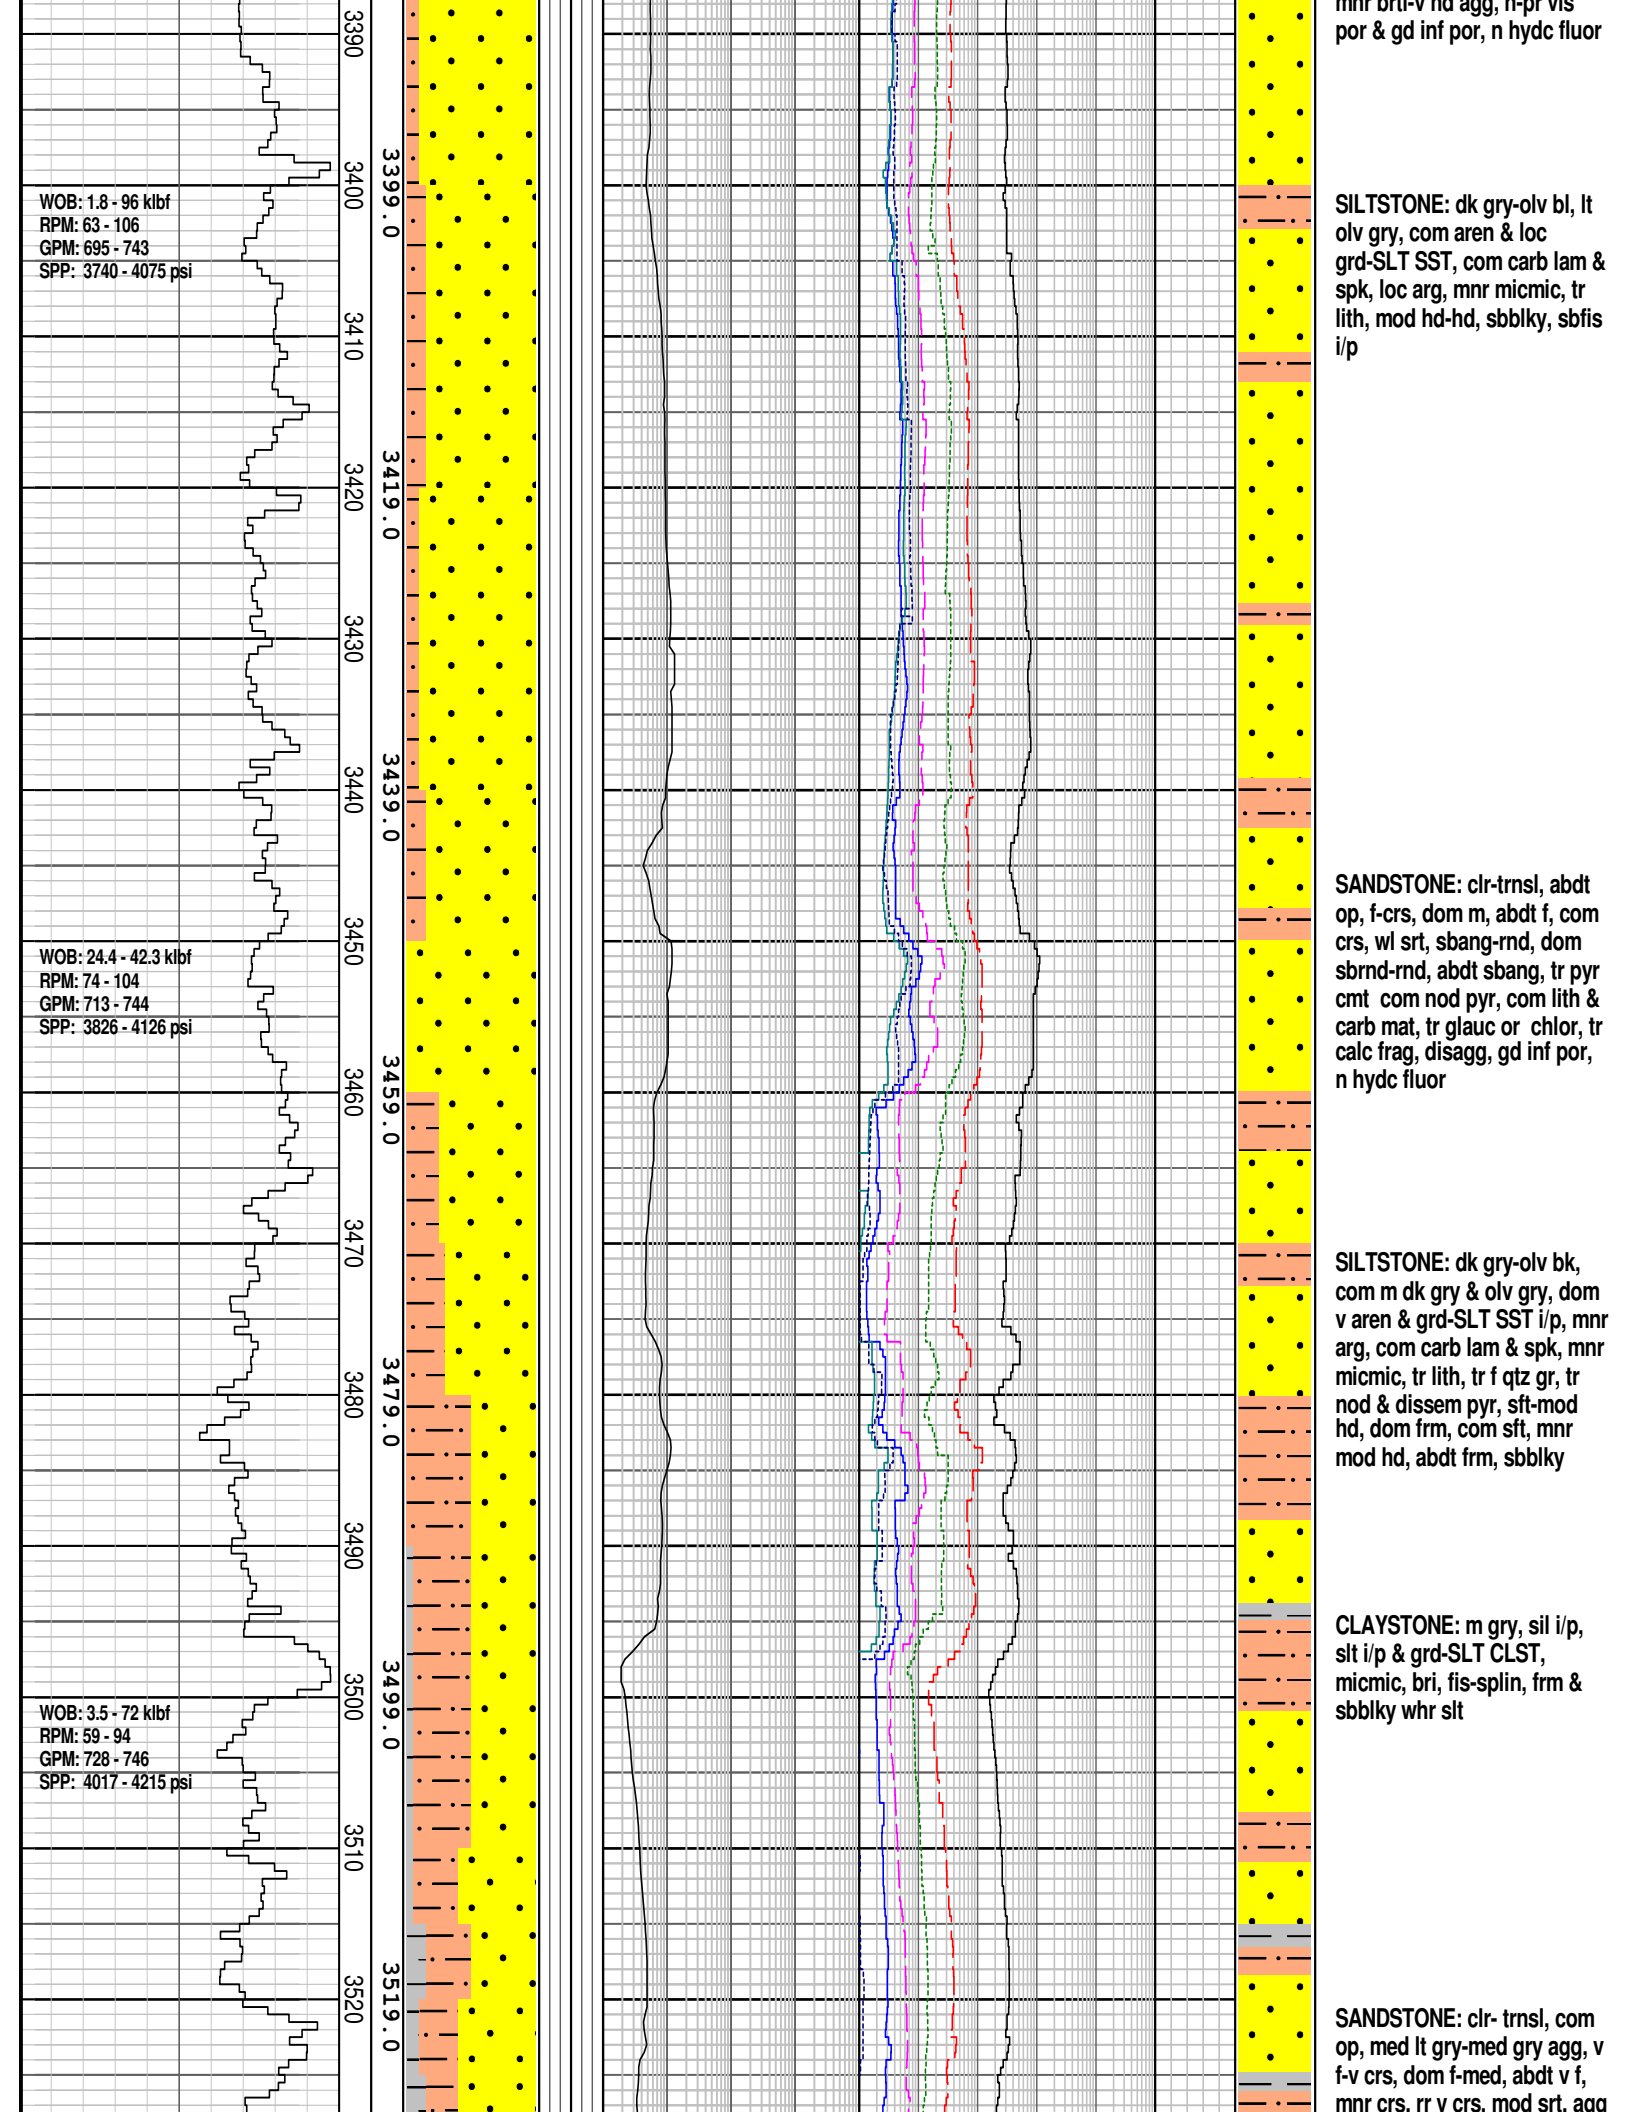 mnr brtl-v hd agg, n-pr vis
por & gd inf por, n hydc fluor
3390
3399.0
3400
WOB: 1.8 - 96 klbf
RPM: 63 - 106
GPM: 695 - 743
SPP: 3740 - 4075 psi
SILTSTONE: dk gry-olv bl, lt
olv gry, com aren & loc
grd-SLT SST, com carb lam &
spk, loc arg, mnr micmic, tr
lith, mod hd-hd, sbblky, sbfis
i/p
3410
3419.0
3420
3430
3439.0
3440
SANDSTONE: clr-trnsl, abdt
op, f-crs, dom m, abdt f, com
crs, wl srt, sbang-rnd, dom
sbrnd-rnd, abdt sbang, tr pyr
cmt com nod pyr, com lith &
carb mat, tr glauc or chlor, tr
calc frag, disagg, gd inf por,
n hydc fluor
3450
WOB: 24.4 - 42.3 klbf
RPM: 74 - 104
GPM: 713 - 744
SPP: 3826 - 4126 psi
3459.0
3460
3470
SILTSTONE: dk gry-olv bk,
com m dk gry & olv gry, dom
v aren & grd-SLT SST i/p, mnr
arg, com carb lam & spk, mnr
micmic, tr lith, tr f qtz gr, tr
nod & dissem pyr, sft-mod
hd, dom frm, com sft, mnr
mod hd, abdt frm, sbblky
3479.0
3480
3490
CLAYSTONE: m gry, sil i/p,
slt i/p & grd-SLT CLST,
micmic, bri, fis-splin, frm &
sbblky whr slt
3499.0
3500
WOB: 3.5 - 72 klbf
RPM: 59 - 94
GPM: 728 - 746
SPP: 4017 - 4215 psi
3510
3519.0
3520
SANDSTONE: clr- trnsl, com
op, med lt gry-med gry agg, v
f-v crs, dom f-med, abdt v f,
mnr crs, rr v crs, mod srt, agg